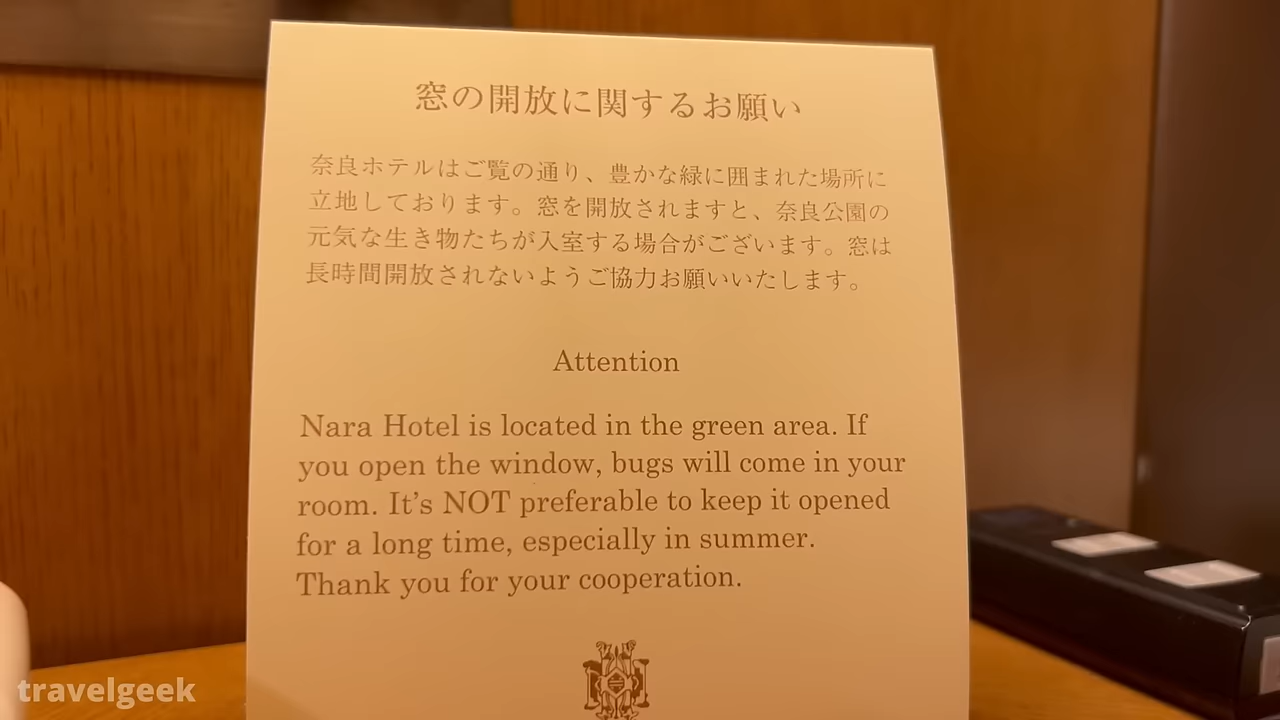 窓の開放に関するお願い
奈良ホテルはご覧の通り、豊かな緑に囲まれた場所に
立地しております。窓を開放されますと、奈良公園の
元気な生き物たちが入室する場合がございます。窓は
長時間開放されないようご協力お願いいたします。
Attention
Nara Hotel is located in the green area. If
you open the window, bugs will come in your
room. It's NOT preferable to keep it opened
for a long time, especially in summer.
Thank you for your cooperation.
travelgeek